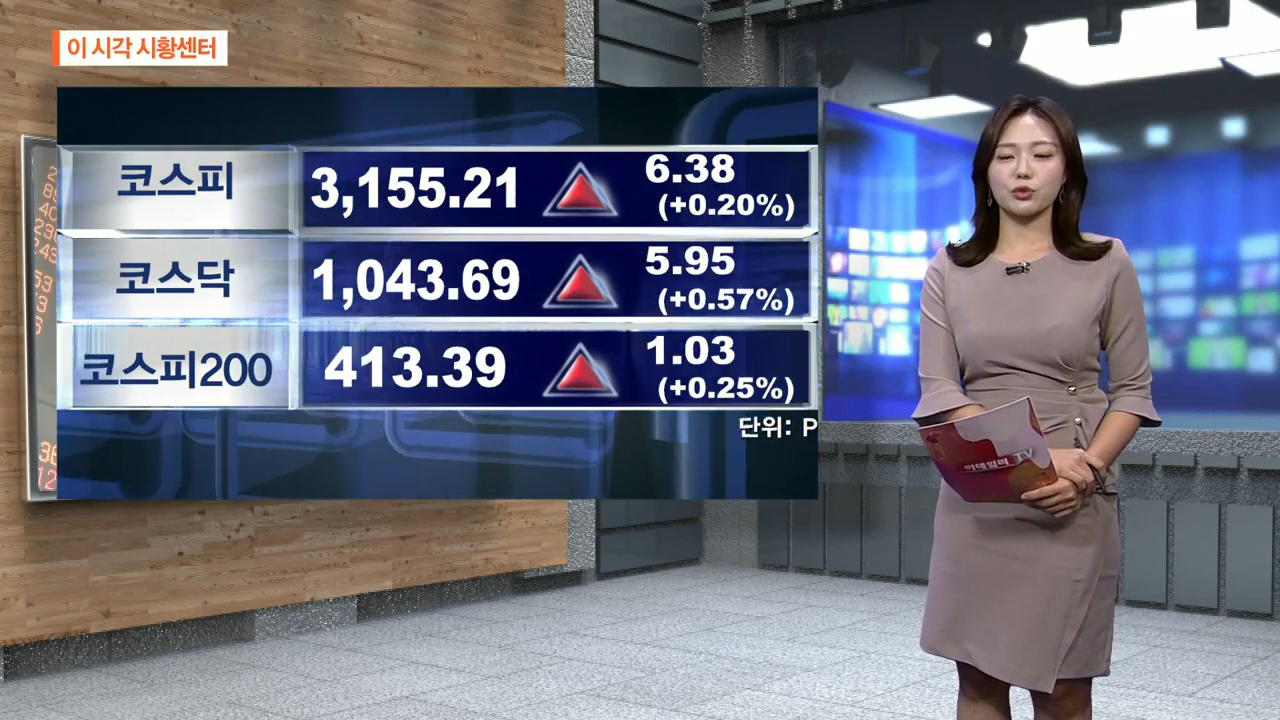 이 시각 시황센터
코스피 3,155.21 ▲ 6.38
(+0.20%)
코스닥 1,043.69 ▲ 5.95
(+0.57%)
코스피200 413.39 ▲ 1.03
(+0.25%)
단위: P
이데일리 TV